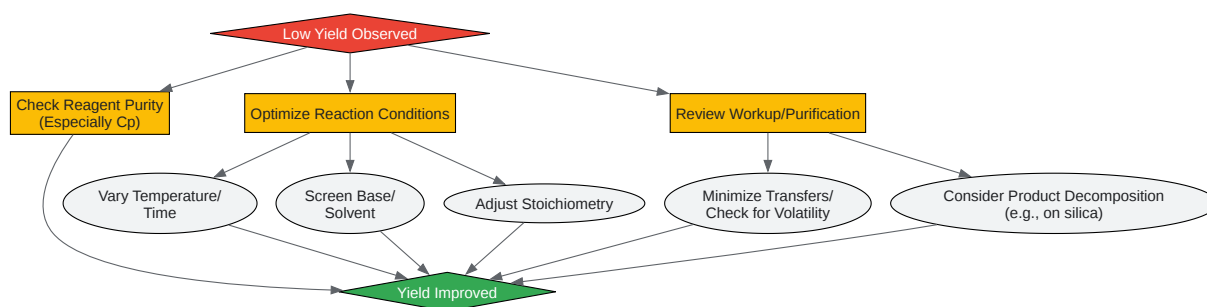 Low Yield Observed
Check Reagent Purity
(Especially Cp)
Optimize Reaction Conditions
Review Workup/Purification
Vary Temperature/
Time
Screen Base/
Solvent
Adjust Stoichiometry
Minimize Transfers/
Check for Volatility
Consider Product Decomposition
(e.g., on silica)
Yield Improved